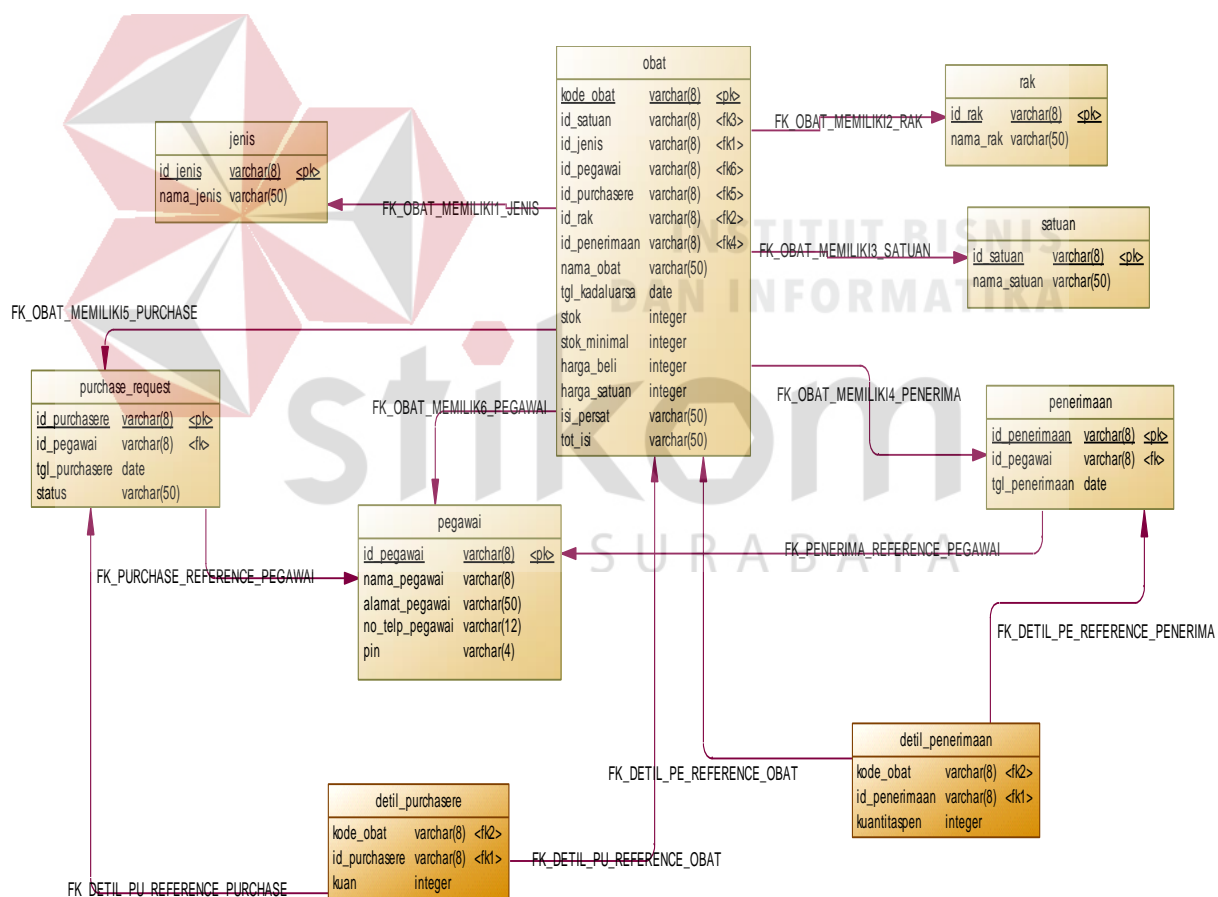 obat
kode_obat varchar(8) <pk>
id_satuan varchar(8) <fk3>
id_jenis varchar(8) <fk1>
id_pegawai varchar(8) <fk6>
id_purchasere varchar(8) <fk5>
id_rak varchar(8) <fk2>
id_penerimaan varchar(8) <fk4>
nama_obat varchar(50)
tgl_kadaluarsa date
stok integer
stok_minimal integer
harga_beli integer
harga_satuan integer
isi_persat varchar(50)
tot_isi varchar(50)
rak
id_rak varchar(8) <pk>
nama_rak varchar(50)
FK_OBAT_MEMILIKI2_RAK
jenis
id_jenis varchar(8) <pk>
nama_jenis varchar(50)
FK_OBAT_MEMILIKI1_JENIS
INSTITUT BISNIS
DAN INFORMATIKA
satuan
id_satuan varchar(8) <pk>
nama_satuan varchar(50)
FK_OBAT_MEMILIKI3_SATUAN
FK_OBAT_MEMILIKI5_PURCHASE
purchase_request
id_purchasere varchar(8) <pk>
id_pegawai varchar(8) <fk>
tgl_purchasere date
status varchar(50)
FK_OBAT_MEMILIK6_PEGAWAI
FK_OBAT_MEMILIKI4_PENERIMA
penerimaan
id_penerimaan varchar(8) <pk>
id_pegawai varchar(8) <fk>
tgl_penerimaan date
stikom
SURABAYA
pegawai
id_pegawai varchar(8) <pk>
nama_pegawai varchar(8)
alamat_pegawai varchar(50)
no_telp_pegawai varchar(12)
pin varchar(4)
FK_PURCHASE_REFERENCE_PEGAWAI
FK_PENERIMA_REFERENCE_PEGAWAI
FK_DETIL_PE_REFERENCE_PENERIMA
detil_penerimaan
kode_obat varchar(8) <fk2>
id_penerimaan varchar(8) <fk1>
kuantitaspen integer
FK_DETIL_PE_REFERENCE_OBAT
detil_purchasere
kode_obat varchar(8) <fk2>
id_purchasere varchar(8) <fk1>
kuan integer
FK_DETIL_PU_REFERENCE_OBAT
FK_DETIL_PU_REFERENCE_PURCHASE